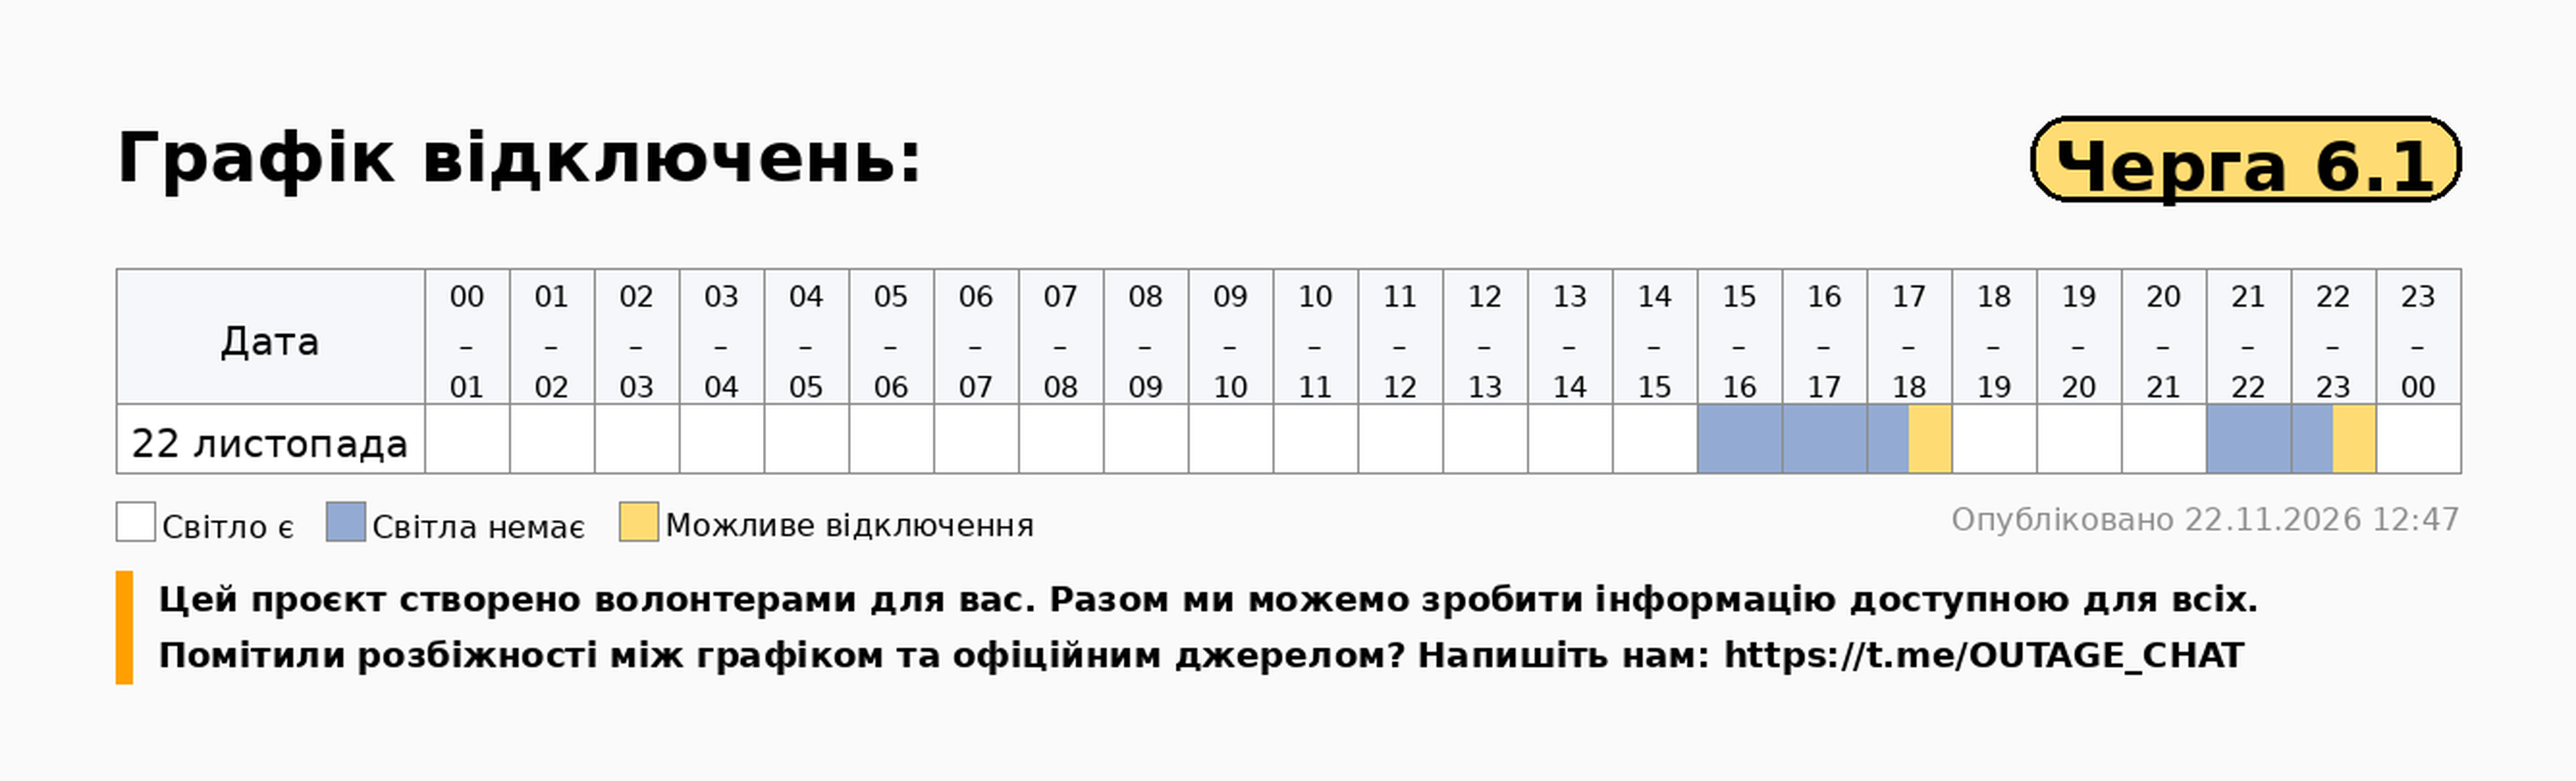 Графік відключень:
Черга 6.1
Дата 00 – 01 01 – 02 02 – 03 03 – 04 04 – 05 05 – 06 06 – 07 07 – 08 08 – 09 09 – 10 10 – 11 11 – 12 12 – 13 13 – 14 14 – 15 15 – 16 16 – 17 17 – 18 18 – 19 19 – 20 20 – 21 21 – 22 22 – 23 23 – 00
22 листопада
Світло є Світла немає Можливе відключення
Опубліковано 22.11.2026 12:47
Цей проєкт створено волонтерами для вас. Разом ми можемо зробити інформацію доступною для всіх.
Помітили розбіжності між графіком та офіційним джерелом? Напишіть нам: https://t.me/OUTAGE_CHAT